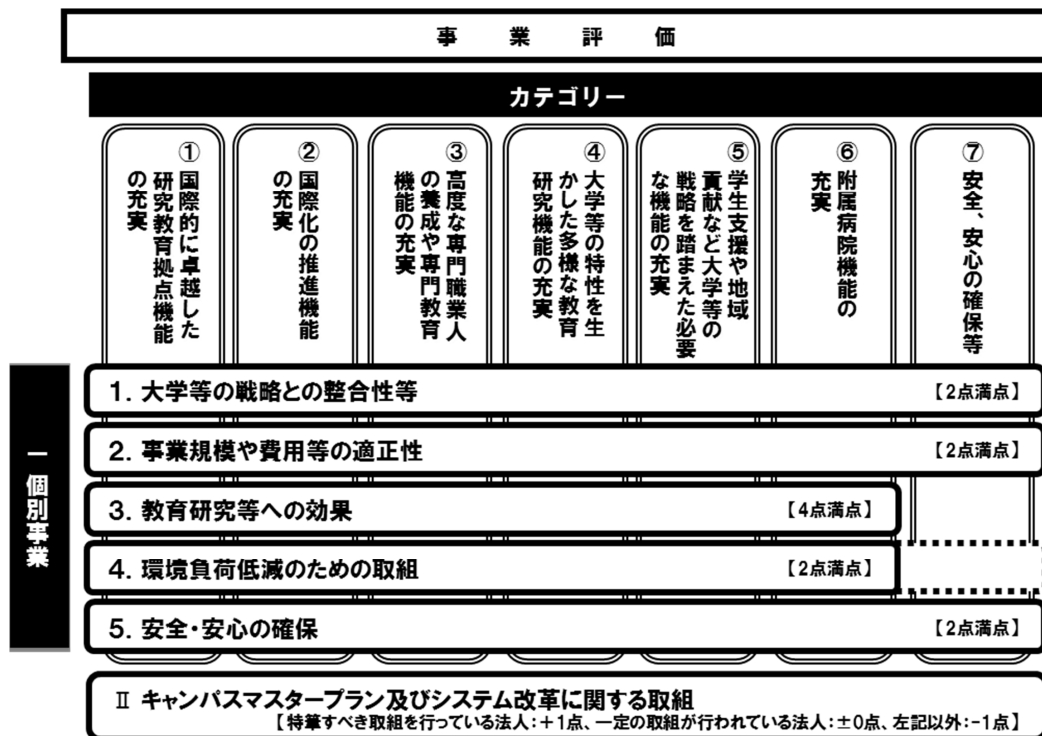 事業評価
カテゴリー
①
国際的に卓越した
研究教育拠点機能
の充実
②
国際化の推進機能
の充実
③
高度な専門職業人
の養成や専門教育
機能の充実
④
大学等の特性を生
かした多様な教育
研究機能の充実
⑤
学生支援や地域
貢献など大学等の
戦略を踏まえた必要
な機能の充実
⑥
附属病院機能の
充実
⑦
安全、安心の確保等
一個別事業
1. 大学等の戦略との整合性等 【2点満点】
2. 事業規模や費用等の適正性 【2点満点】
3. 教育研究等への効果 【4点満点】
4. 環境負荷低減のための取組 【2点満点】
5. 安全・安心の確保 【2点満点】
Ⅱ キャンパスマスタープラン及びシステム改革に関する取組
【特筆すべき取組を行っている法人:+1点、一定の取組が行われている法人:±0点、左記以外:-1点】